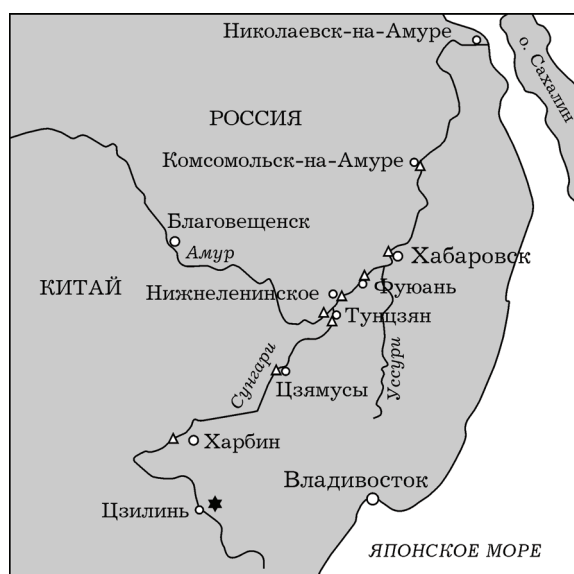 Николаевск-на-Амуре
о. Сахалин
РОССИЯ
Комсомольск-на-Амуре
Благовещенск
Амур
Хабаровск
КИТАЙ
Нижнеленинское
Фуюань
Тунцзян
Уссури
Сунгари
Цзямусы
Харбин
Владивосток
Цзилинь
ЯПОНСКОЕ МОРЕ